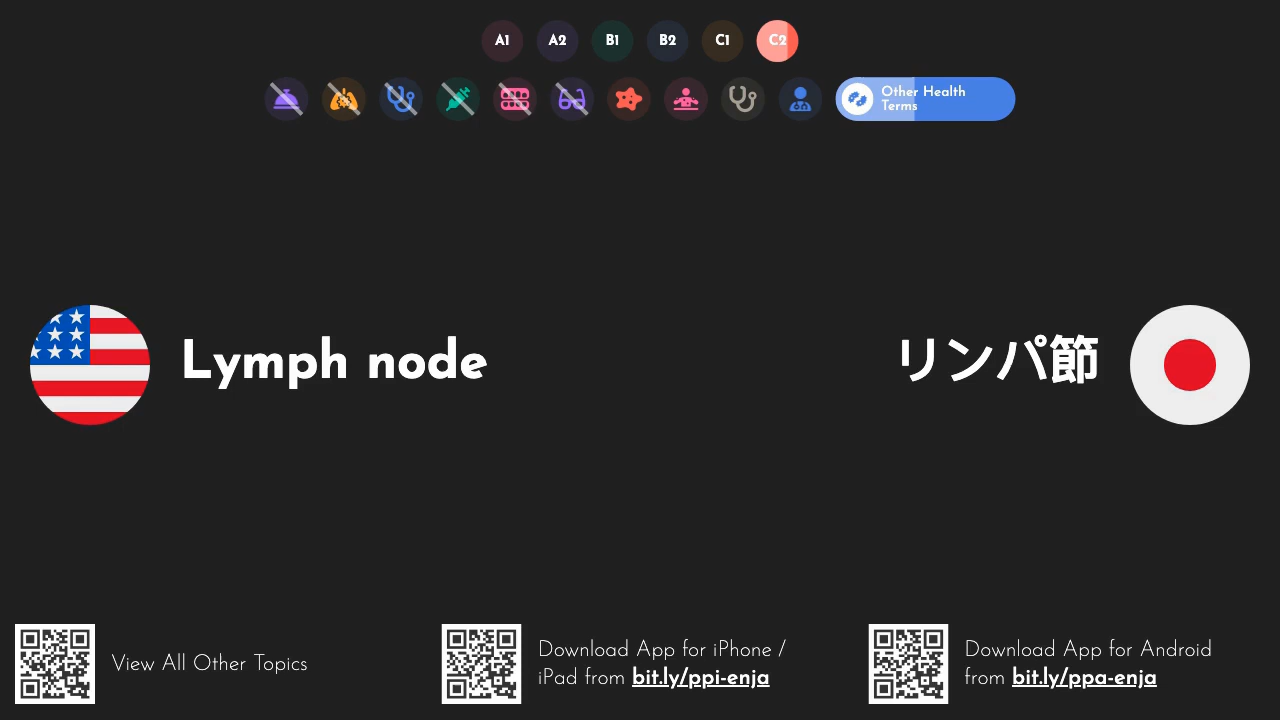 A1 A2 B1 B2 C1 C2
Other Health
Terms
Lymph node
リンパ節
View All Other Topics
Download App for iPhone /
iPad from bit.ly/ppi-enja
Download App for Android
from bit.ly/ppa-enja